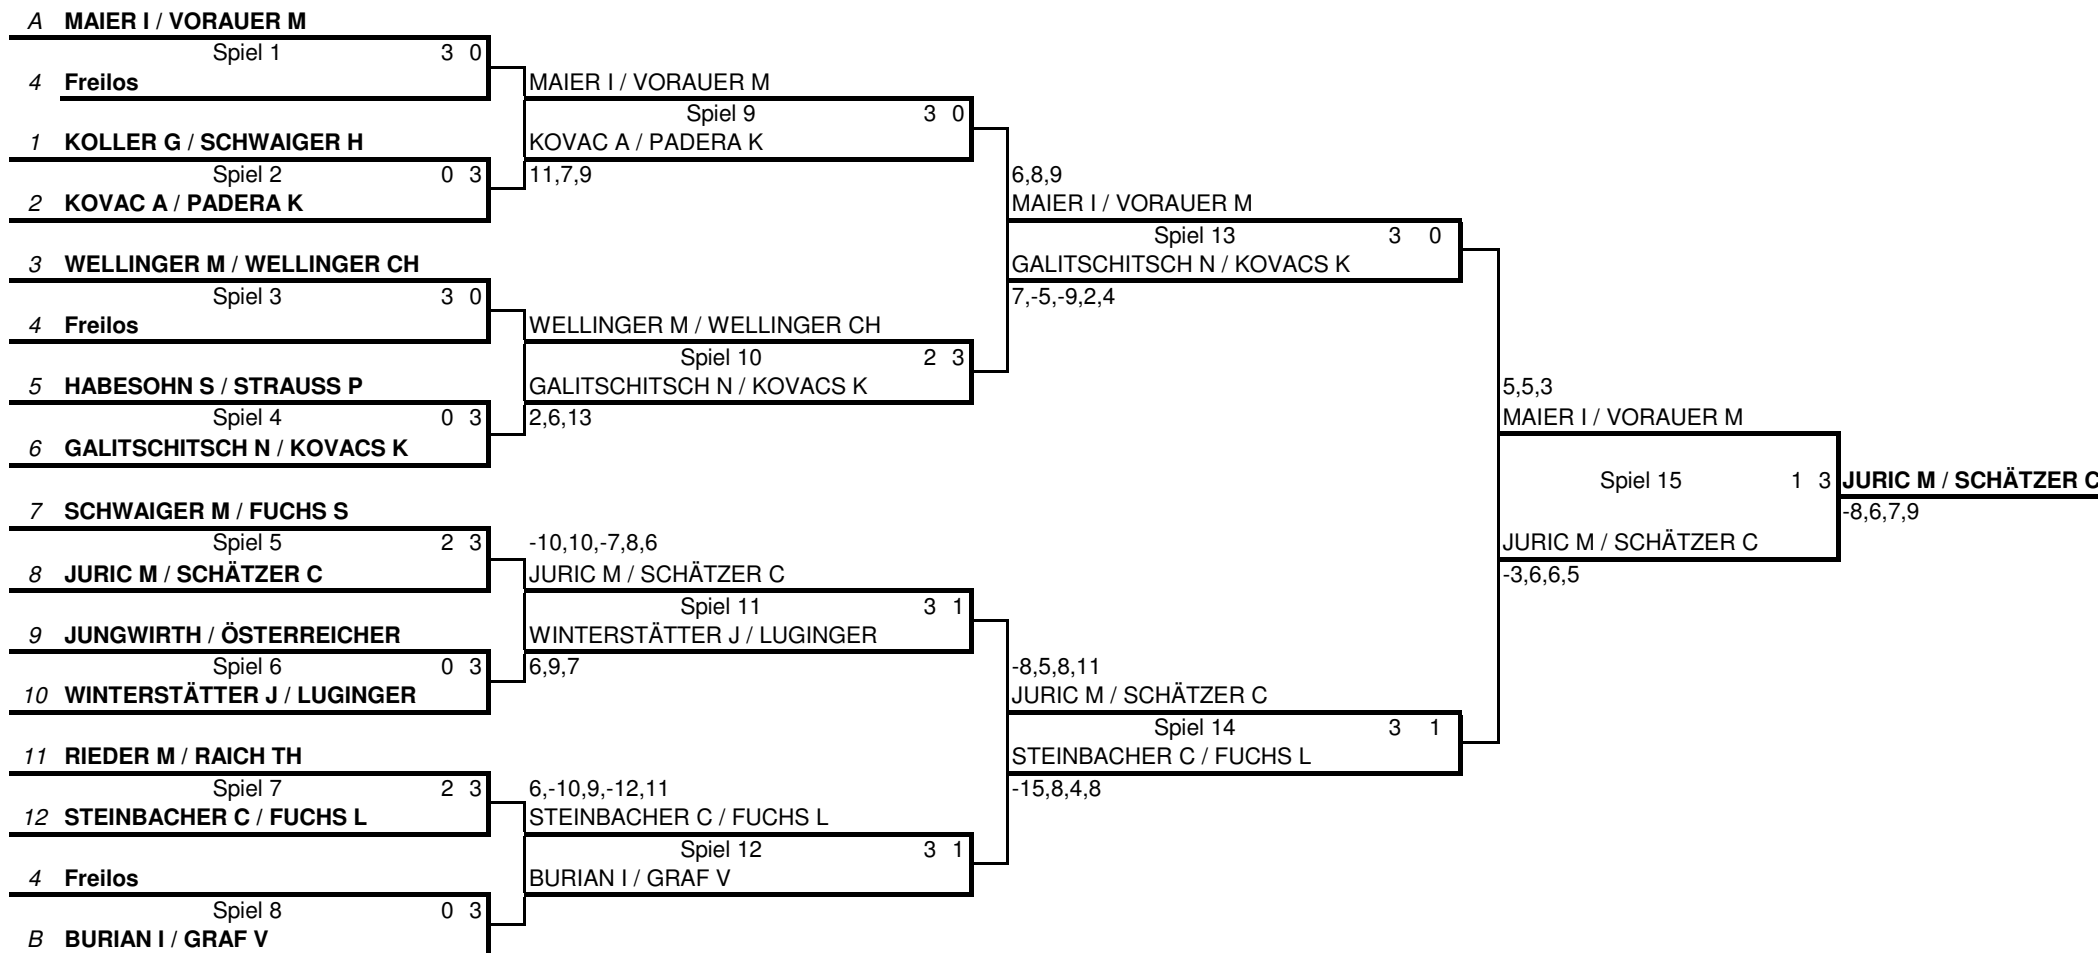 A MAIER I / VORAUER M
Spiel 1 3 0
4 Freilos
MAIER I / VORAUER M
Spiel 9 3 0
1 KOLLER G / SCHWAIGER H
KOVAC A / PADERA K
Spiel 2 0 3
11,7,9
6,8,9
2 KOVAC A / PADERA K
MAIER I / VORAUER M
Spiel 13 3 0
3 WELLINGER M / WELLINGER CH
GALITSCHITSCH N / KOVACS K
Spiel 3 3 0
7,-5,-9,2,4
4 Freilos
WELLINGER M / WELLINGER CH
Spiel 10 2 3
5 HABESOHN S / STRAUSS P
GALITSCHITSCH N / KOVACS K
5,5,3
Spiel 4 0 3
2,6,13
MAIER I / VORAUER M
6 GALITSCHITSCH N / KOVACS K
Spiel 15 1 3
JURIC M / SCHÄTZER C
7 SCHWAIGER M / FUCHS S
-8,6,7,9
Spiel 5 2 3
-10,10,-7,8,6
JURIC M / SCHÄTZER C
8 JURIC M / SCHÄTZER C
JURIC M / SCHÄTZER C
-3,6,6,5
Spiel 11 3 1
9 JUNGWIRTH / ÖSTERREICHER
WINTERSTÄTTER J / LUGINGER
Spiel 6 0 3
6,9,7
-8,5,8,11
10 WINTERSTÄTTER J / LUGINGER
JURIC M / SCHÄTZER C
Spiel 14 3 1
11 RIEDER M / RAICH TH
STEINBACHER C / FUCHS L
Spiel 7 2 3
6,-10,9,-12,11
-15,8,4,8
12 STEINBACHER C / FUCHS L
STEINBACHER C / FUCHS L
Spiel 12 3 1
4 Freilos
BURIAN I / GRAF V
Spiel 8 0 3
B BURIAN I / GRAF V